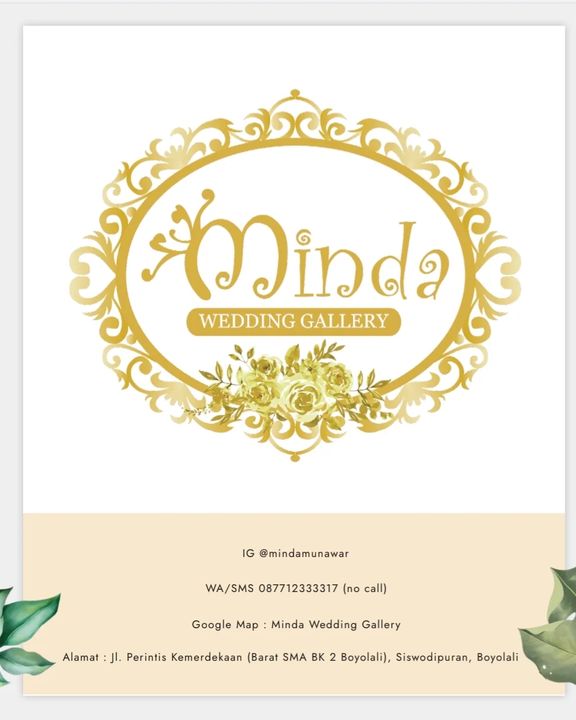 Minda
WEDDING GALLERY
IG @mindamunawar
WA/SMS 087712333317 (no call)
Google Map : Minda Wedding Gallery
Alamat : Jl. Perintis Kemerdekaan (Barat SMA BK 2 Boyolali), Siswodipuran, Boyolali